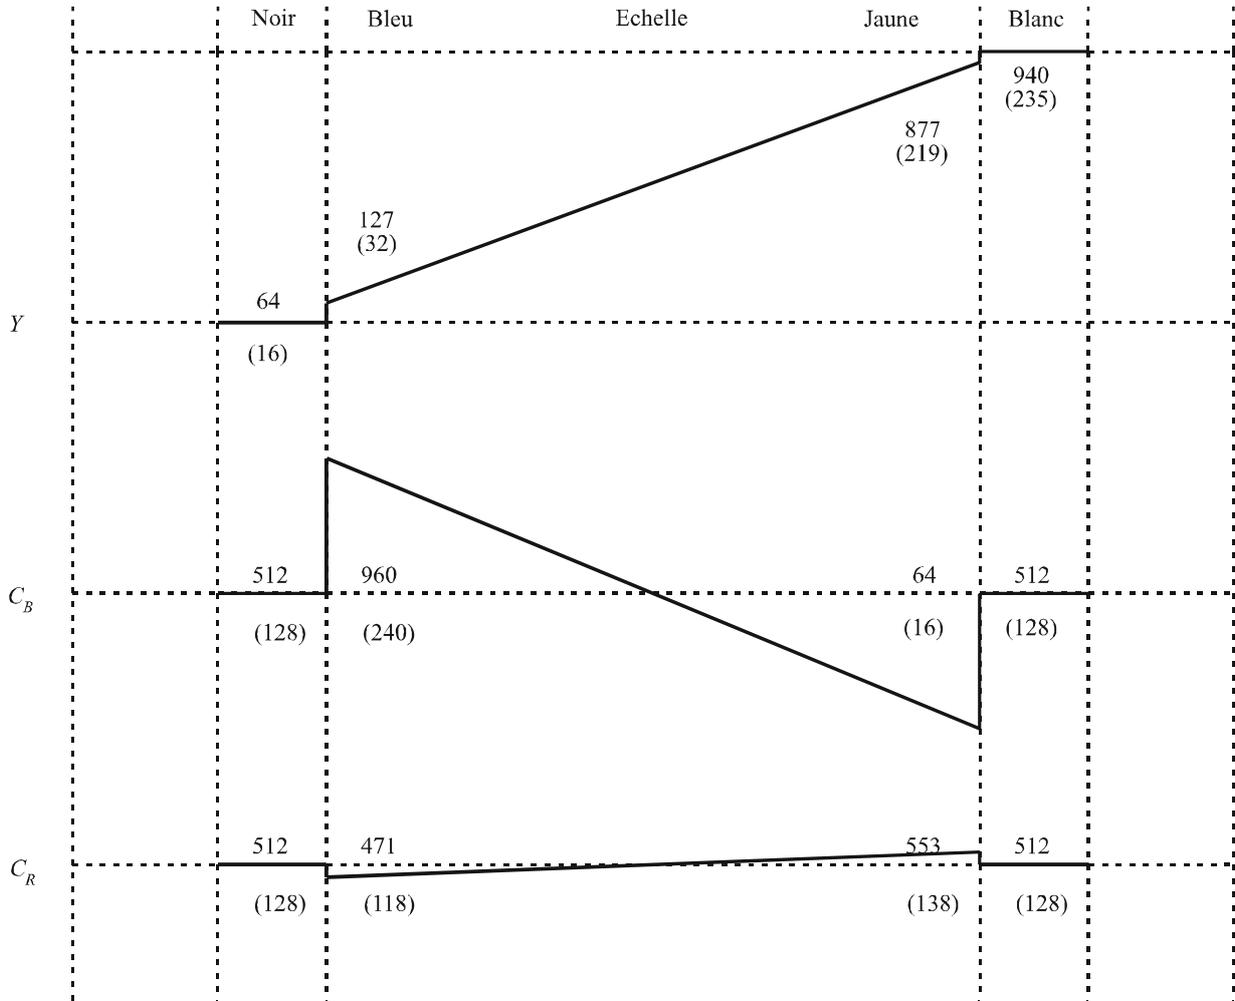 Noir Bleu Echelle Jaune Blanc
940
(235)
877
(219)
127
(32)
64
Y
(16)
512 960 64 512
C_B
(128) (240) (16) (128)
512 471 553 512
C_R
(128) (118) (138) (128)